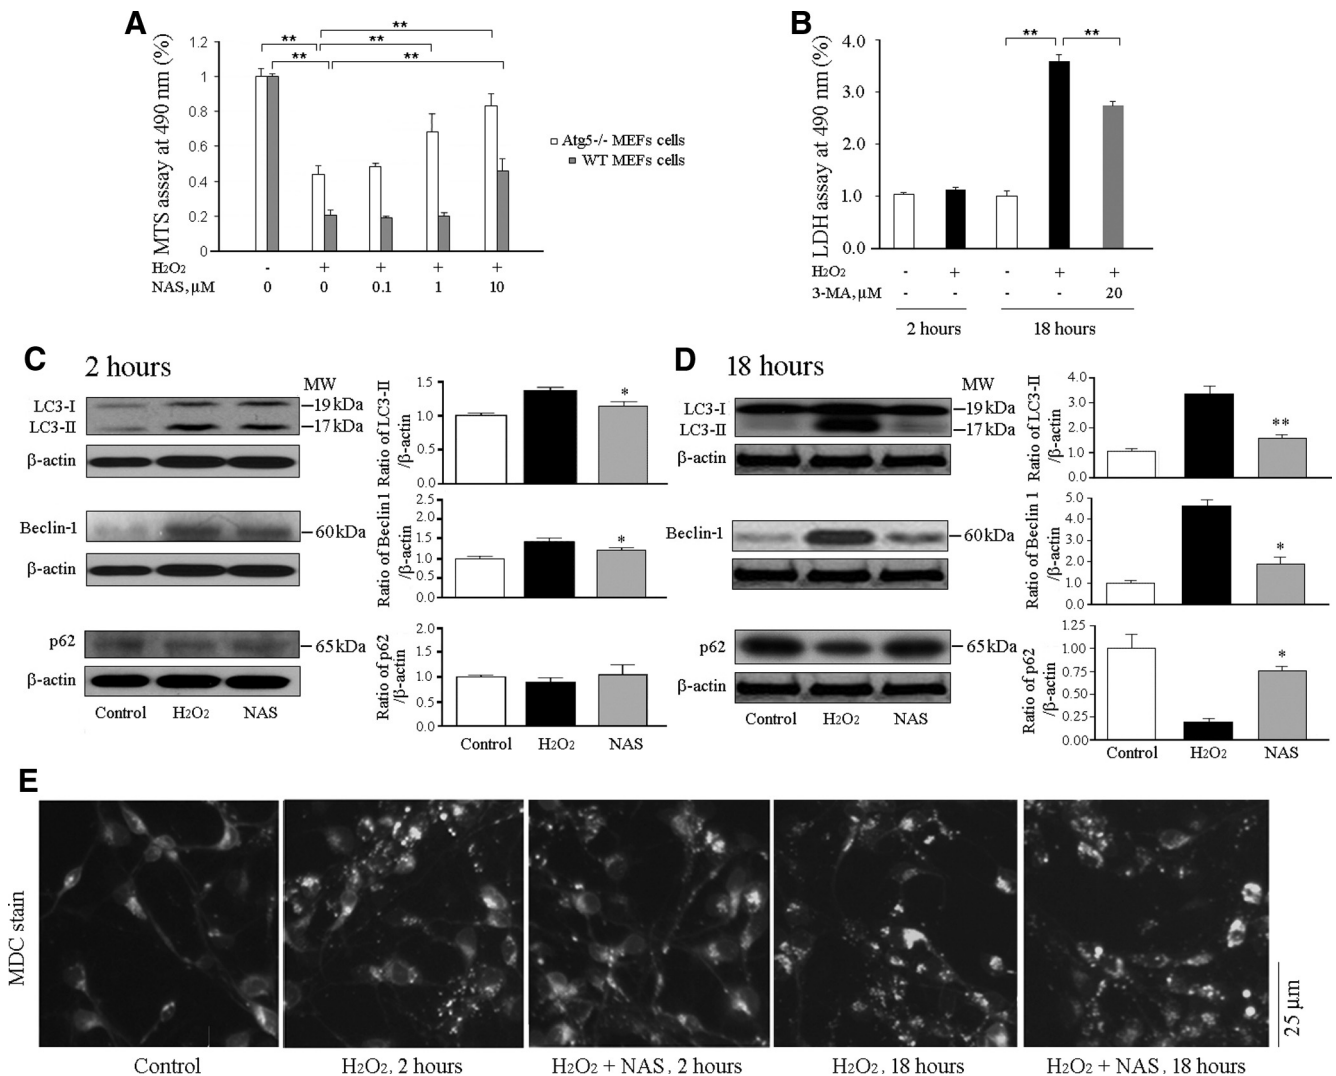 A
MTS assay at 490 nm (%)
1.2
1
0.8
0.6
0.4
0.2
0
** ** ** ** **
Atg5-/- MEFs cells
WT MEFs cells
H2O2 - + + + +
NAS, μM 0 0 0.1 1 10
B
LDH assay at 490 nm (%)
4.0
3.0
2.0
1.0
0.0
** **
H2O2 - + - + +
3-MA, μM - - - - 20
2 hours 18 hours
C 2 hours
MW
LC3-I 19 kDa
LC3-II 17 kDa
β-actin
Beclin-1 60kDa
β-actin
p62 65 kDa
β-actin
Control H2O2 NAS
Ratio of LC3-II
/β-actin
1.5
1.0
0.5
0.0
*
Ratio of Beclin 1
/β-actin
2.5
2.0
1.5
1.0
0.5
0.0
*
Ratio of p62
/β-actin
2.0
1.5
1.0
0.5
0.0
Control H2O2 NAS
D 18 hours
MW
LC3-I 19 kDa
LC3-II 17 kDa
β-actin
Beclin-1 60kDa
p62 65kDa
β-actin
Control H2O2 NAS
Ratio of LC3-II
/β-actin
4.0
3.0
2.0
1.0
0.0
**
Ratio of Beclin 1
/β-actin
5.0
4.0
3.0
2.0
1.0
0.0
*
Ratio of p62
/β-actin
1.25
1.00
0.75
0.50
0.25
0.00
*
Control H2O2 NAS
E
MDC stain
Control
H2O2, 2 hours
H2O2 + NAS, 2 hours
H2O2, 18 hours
H2O2 + NAS, 18 hours
25 μm